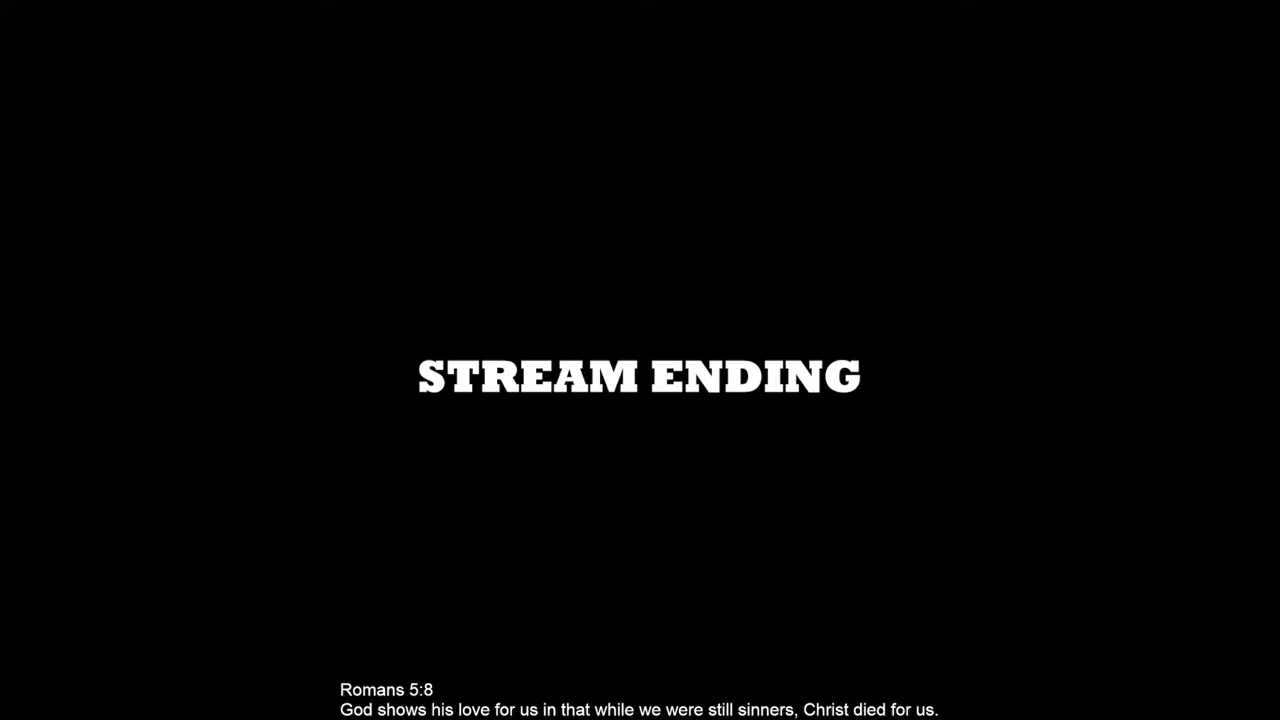 STREAM ENDING
Romans 5:8
God shows his love for us in that while we were still sinners, Christ died for us.